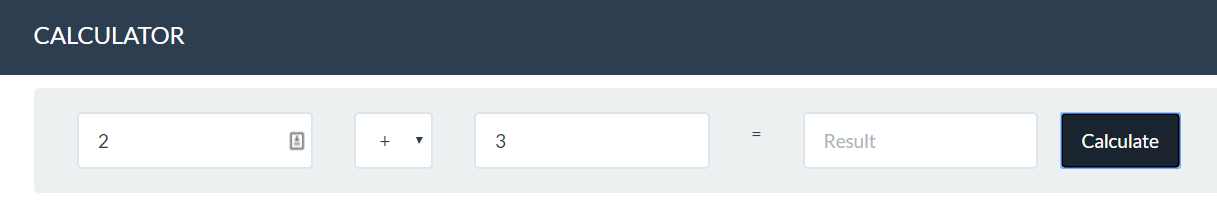 CALCULATOR
2 + 3 = Result Calculate